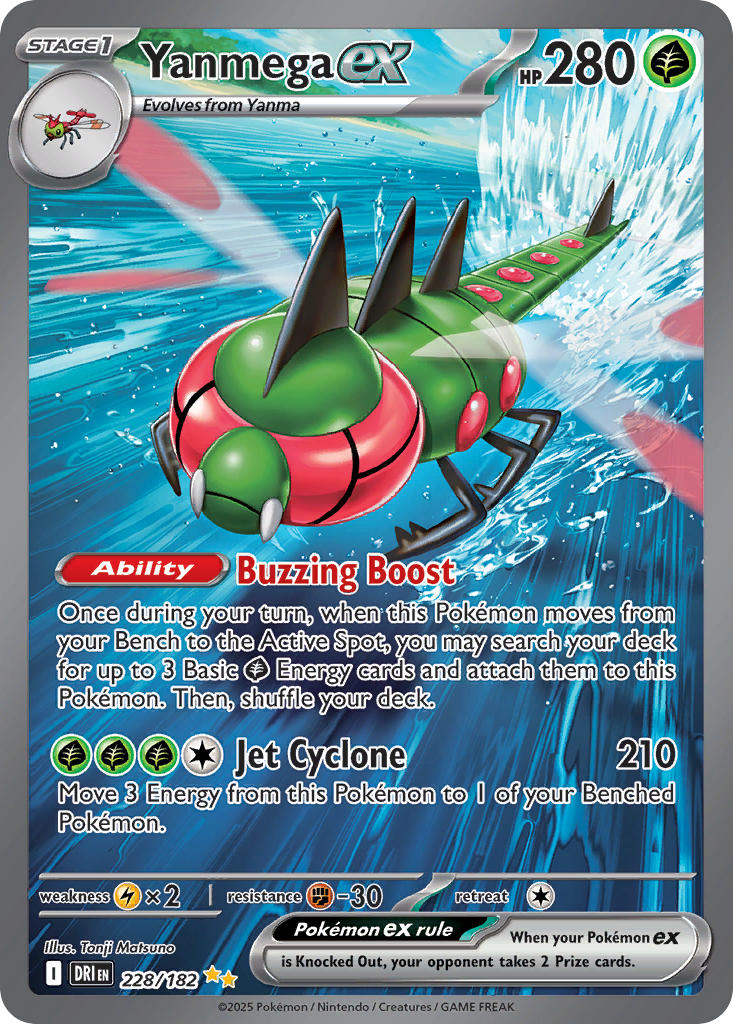 STAGE1
Yanmega ex
HP 280
Evolves from Yanma
Ability Buzzing Boost
Once during your turn, when this Pokémon moves from
your Bench to the Active Spot, you may search your deck
for up to 3 Basic Energy cards and attach them to this
Pokémon. Then, shuffle your deck.
Jet Cyclone 210
Move 3 Energy from this Pokémon to 1 of your Benched
Pokémon.
weakness ×2 resistance -30 retreat
Illus. Tonji Matsuno
Pokémon ex rule When your Pokémon ex
is Knocked Out, your opponent takes 2 Prize cards.
I DRI EN 228/182
©2025 Pokémon / Nintendo / Creatures / GAME FREAK